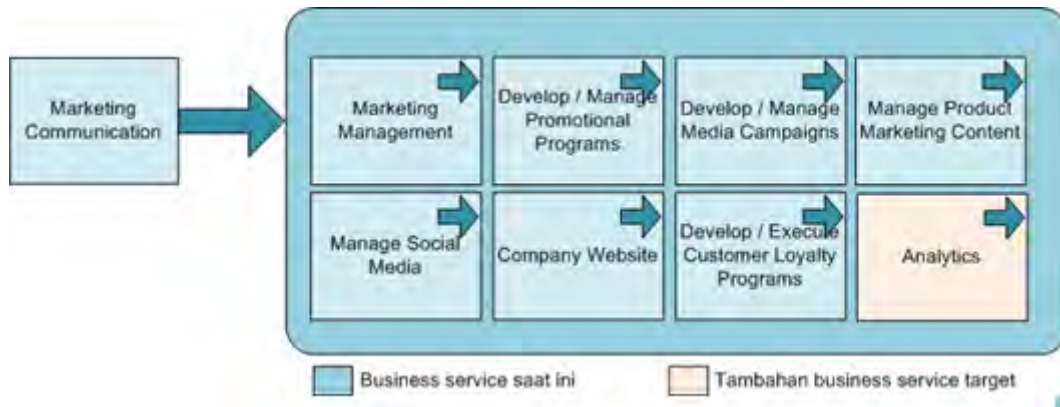 Marketing
Communication
Marketing
Management
Develop / Manage
Promotional
Programs
Develop / Manage
Media Campaigns
Manage Product
Marketing Content
Manage Social
Media
Company Website
Develop / Execute
Customer Loyalty
Programs
Analytics
Business service saat ini
Tambahan business service target